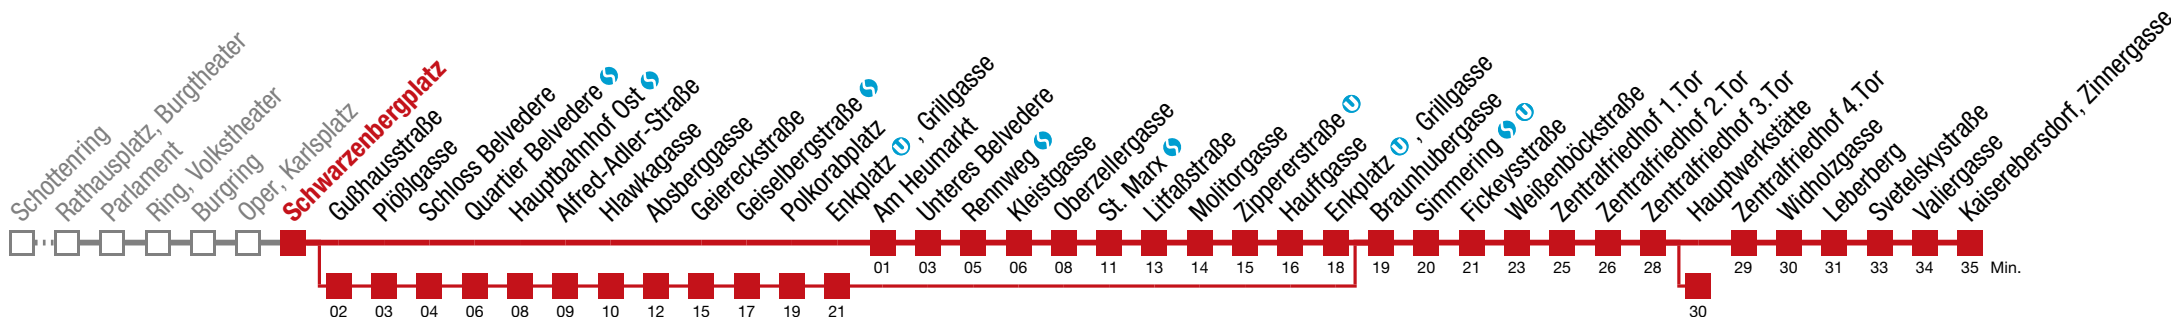 Schottenring
Rathausplatz, Burgtheater
Parlament
Ring, Volkstheater
Burgring
Oper, Karlsplatz
Schwarzenbergplatz
Gußhausstraße
Plößlgasse
Schloss Belvedere
Quartier Belvedere
Hauptbahnhof Ost
Alfred-Adler-Straße
Hlawkagasse
Absberggasse
Geiereckstraße
Geiselbergstraße
Polkorabplatz
Enkplatz U , Grillgasse
Am Heumarkt
Unteres Belvedere
Rennweg
Kleistgasse
Oberzellergasse
St. Marx
Litfaßstraße
Molitorgasse
Zippererstraße U
Hauffgasse
Enkplatz U , Grillgasse
Braunhubergasse
Simmering U
Fickeysstraße
Weißenböckstraße
Zentralfriedhof 1.Tor
Zentralfriedhof 2.Tor
Zentralfriedhof 3.Tor
Hauptwerkstätte
Zentralfriedhof 4.Tor
Widholzgasse
Leberberg
Svetelskystraße
Valiergasse
Kaiserebersdorf, Zinnergasse
01 03 05 06 08 11 13 14 15 16 18 19 20 21 23 25 26 28 29 30 31 33 34 35 Min.
02 03 04 06 08 09 10 12 15 17 19 21 30